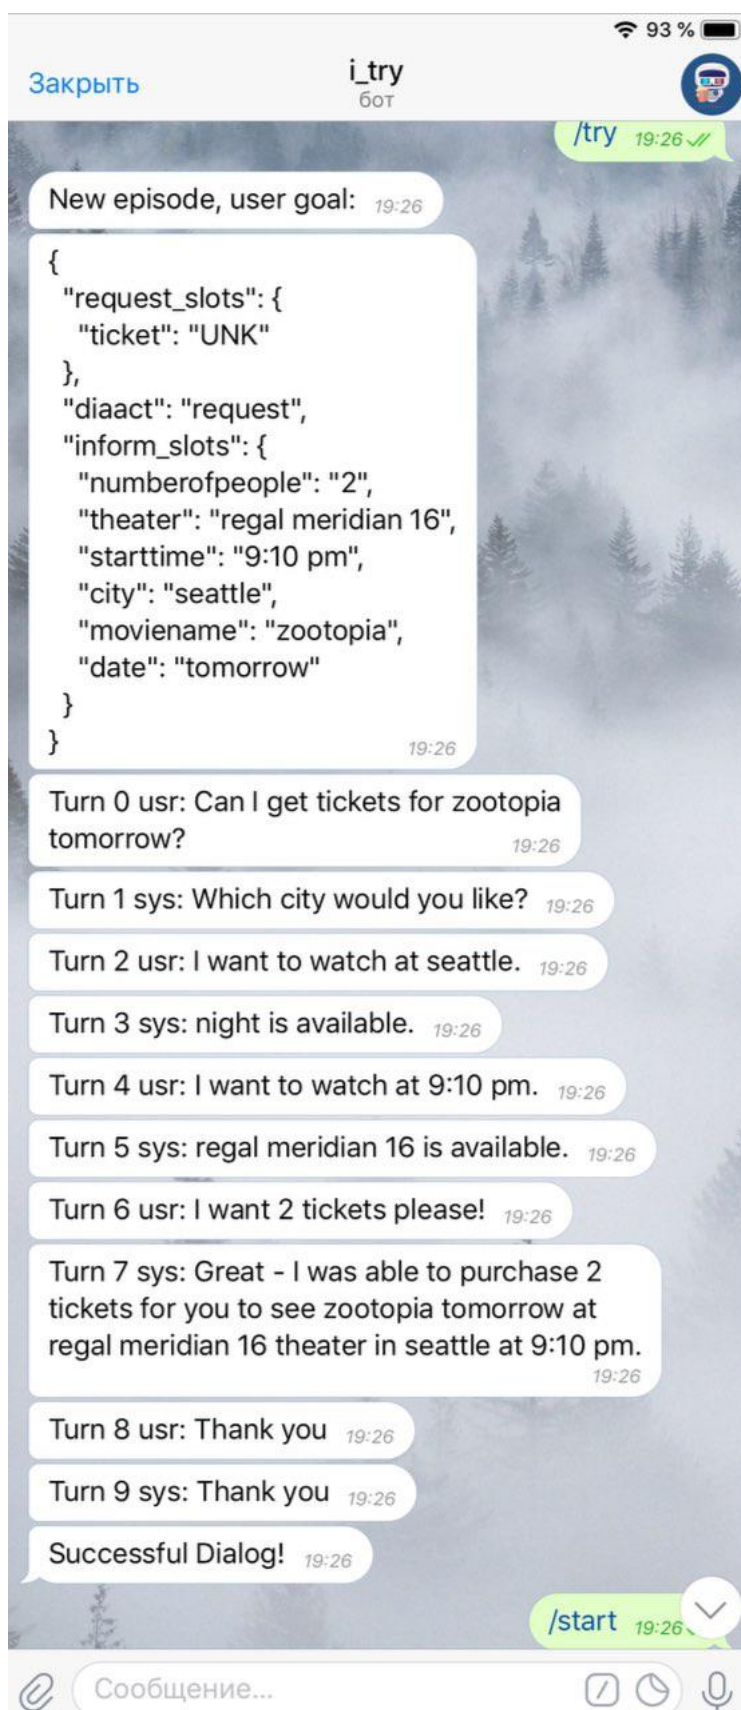 93 %
Закрыть
i_try
бот
/try 19:26
New episode, user goal: 19:26
{
"request_slots": {
"ticket": "UNK"
},
"diaact": "request",
"inform_slots": {
"numberofpeople": "2",
"theater": "regal meridian 16",
"starttime": "9:10 pm",
"city": "seattle",
"moviename": "zootopia",
"date": "tomorrow"
}
} 19:26
Turn 0 usr: Can I get tickets for zootopia
tomorrow? 19:26
Turn 1 sys: Which city would you like? 19:26
Turn 2 usr: I want to watch at seattle. 19:26
Turn 3 sys: night is available. 19:26
Turn 4 usr: I want to watch at 9:10 pm. 19:26
Turn 5 sys: regal meridian 16 is available. 19:26
Turn 6 usr: I want 2 tickets please! 19:26
Turn 7 sys: Great - I was able to purchase 2
tickets for you to see zootopia tomorrow at
regal meridian 16 theater in seattle at 9:10 pm.
19:26
Turn 8 usr: Thank you 19:26
Turn 9 sys: Thank you 19:26
Successful Dialog! 19:26
/start 19:26
Сообщение...